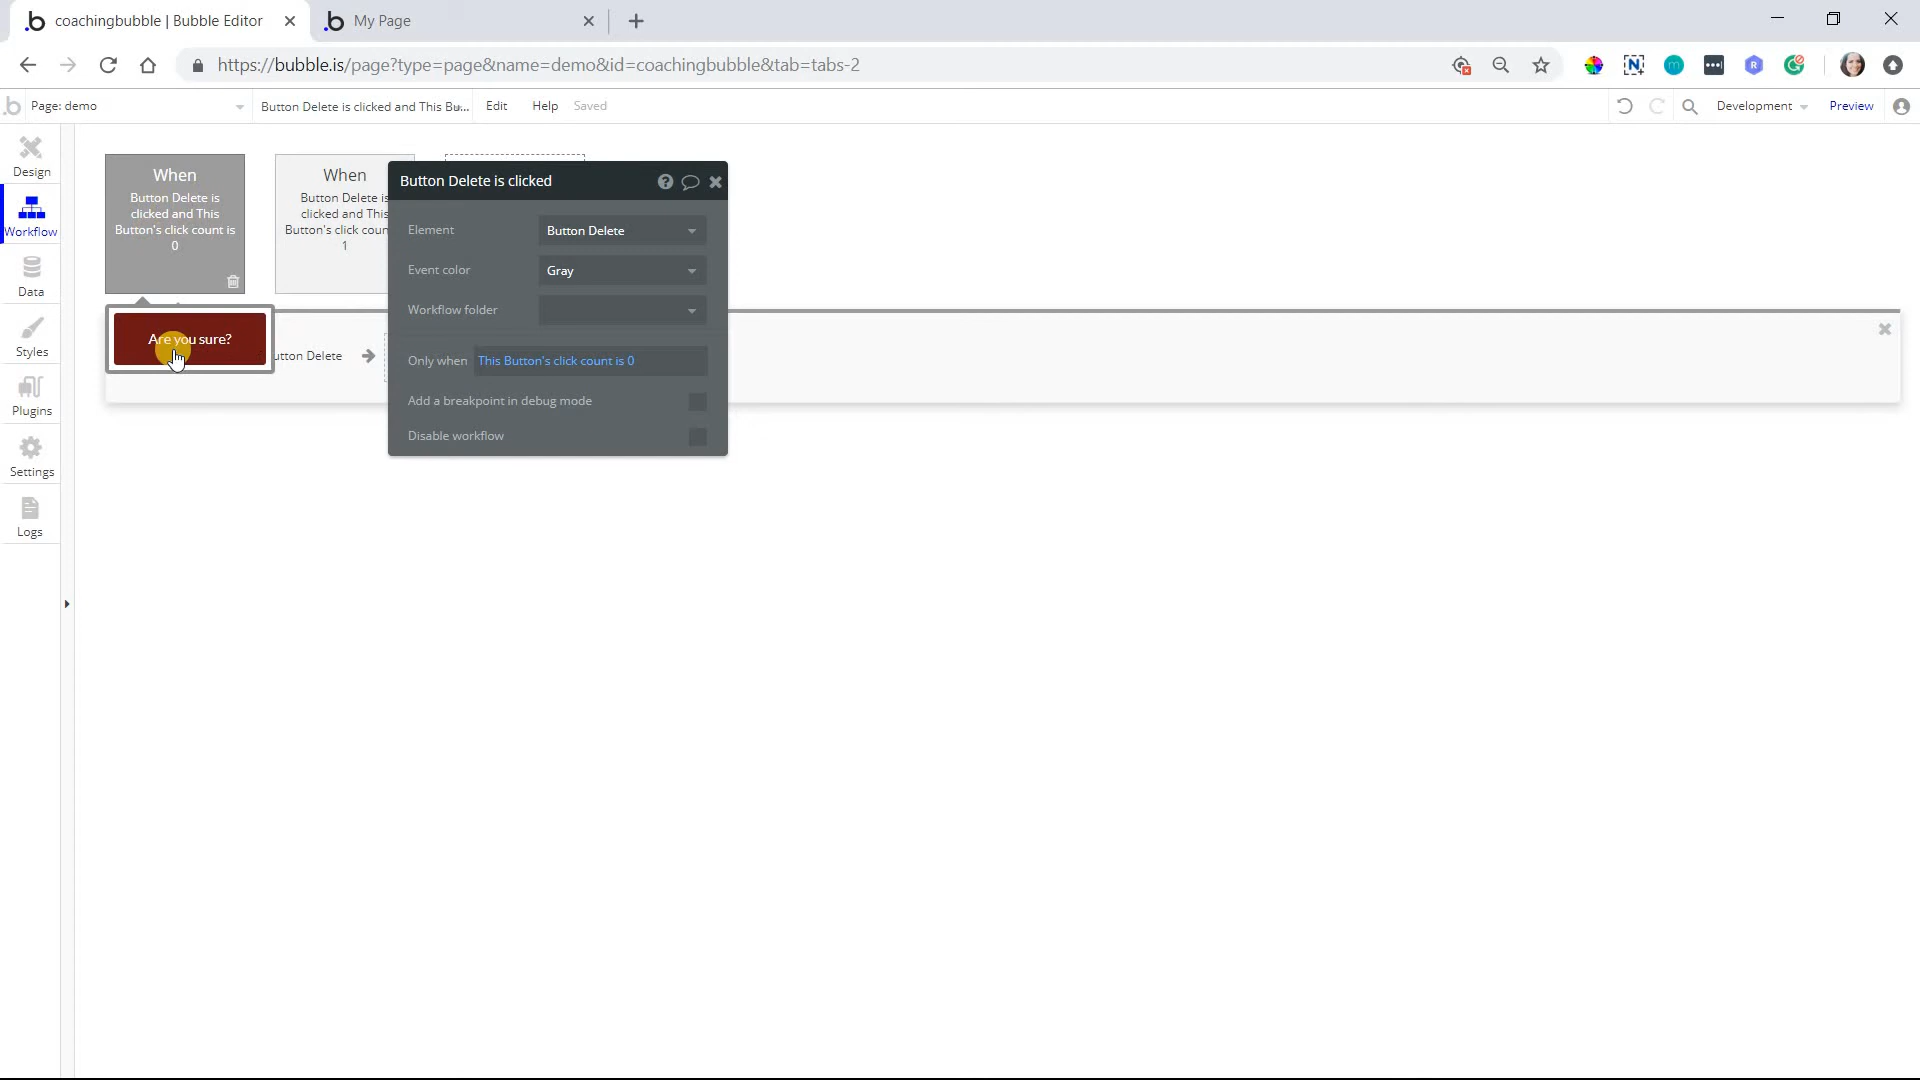 coachingbubble | Bubble Editor
My Page
https://bubble.is/page?type=page&name=demo&id=coachingbubble&tab=tabs-2
Page: demo
Button Delete is clicked and This Bu...
Edit
Help
Saved
Development
Preview
Design
Workflow
Data
Styles
Plugins
Settings
Logs
When
Button Delete is
clicked and This
Button's click count is
0
When
Button Delete is
clicked and This
Button's click coun
1
Are you sure?
utton Delete
Button Delete is clicked
Element
Button Delete
Event color
Gray
Workflow folder
Only when
This Button's click count is 0
Add a breakpoint in debug mode
Disable workflow